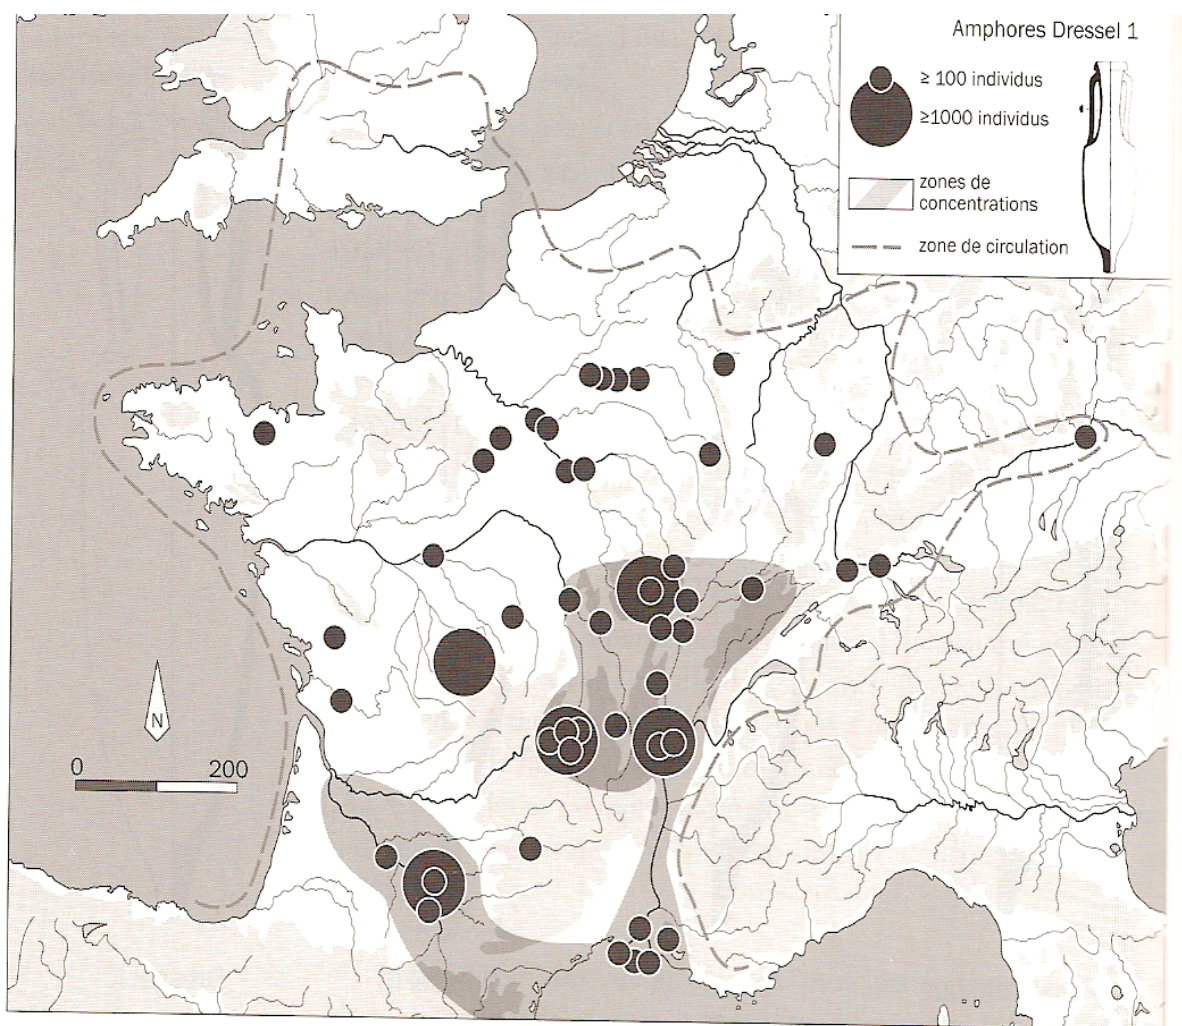 Amphores Dressel 1
≥ 100 individus
≥1000 individus
zones de
concentrations
zone de circulation
N
0
200